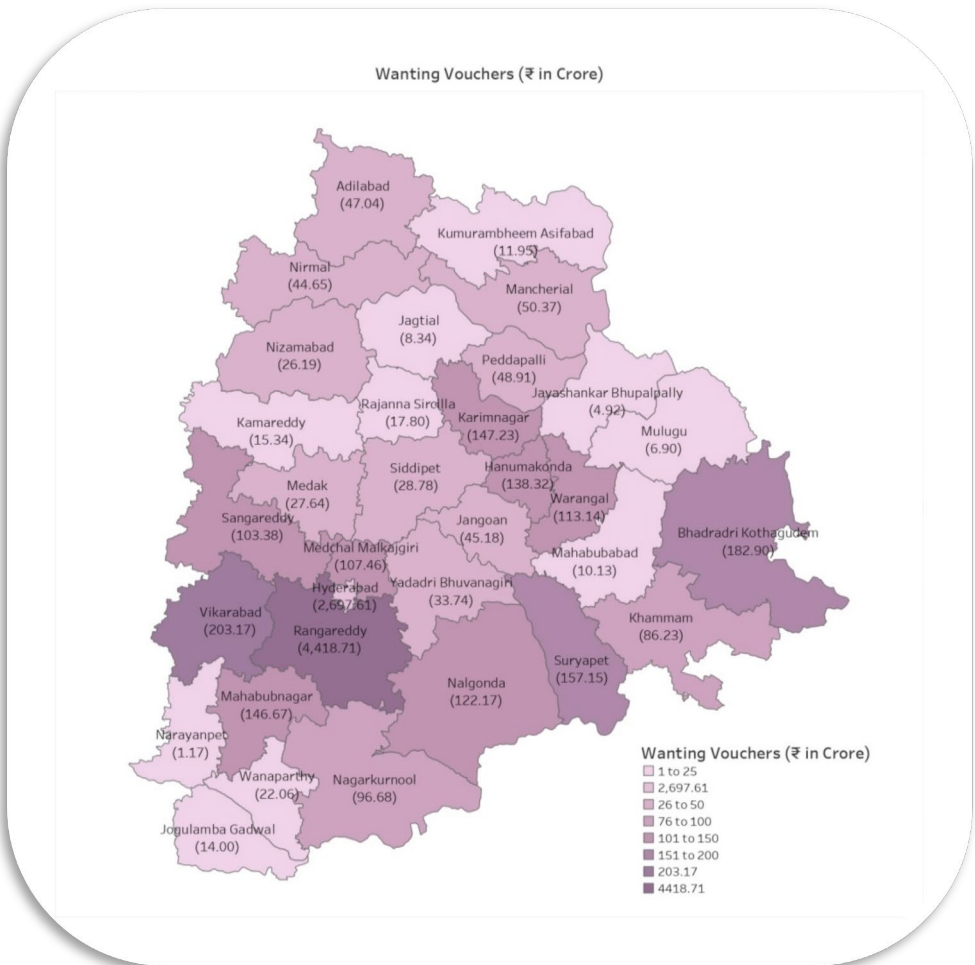 Wanting Vouchers (₹ in Crore)
Adilabad
(47.04)
Kumurambheem Asifabad
(11.95)
Nirmal
(44.65)
Mancherial
(50.37)
Jagtial
(8.34)
Nizamabad
(26.19)
Peddapalli
(48.91)
Jayashankar Bhupalpally
(4.92)
Rajanna Sirsilla
(17.80)
Karimnagar
(147.23)
Kamareddy
(15.34)
Mulugu
(6.90)
Siddipet
(28.78)
Hanumakonda
(138.32)
Medak
(27.64)
Warangal
(113.14)
Sangareddy
(103.38)
Jangoan
(45.18)
Bhadradri Kothagudem
(182.90)
Medchal Malkajgiri
(107.46)
Mahabubabad
(10.13)
Hyderabad
(2,697.61)
Yadadri Bhuvanagiri
(33.74)
Vikarabad
(203.17)
Rangareddy
(4,418.71)
Khammam
(86.23)
Suryapet
(157.15)
Nalgonda
(122.17)
Mahabubnagar
(146.67)
Narayanpet
(1.17)
Wanaparthy
(22.06)
Nagarkurnool
(96.68)
Jogulamba Gadwal
(14.00)
Wanting Vouchers (₹ in Crore)
1 to 25
2,697.61
26 to 50
76 to 100
101 to 150
151 to 200
203.17
4418.71